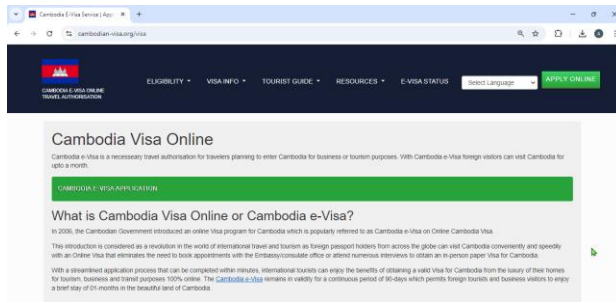 Cambodia E-Visa Service | Appl
cambodian-visa.org/visa
CAMBODIA E-VISA ONLINE
TRAVEL AUTHORISATION
ELIGIBILITY
VISA INFO
TOURIST GUIDE
RESOURCES
E-VISA STATUS
Select Language
APPLY ONLINE
Cambodia Visa Online
Cambodia e-Visa is a necesseary travel authorisation for travelers planning to enter Cambodia for business or tourism purposes. With Cambodia e-Visa foreign visitors can visit Cambodia for
upto a month.
CAMBODIA E-VISA APPLICATION
What is Cambodia Visa Online or Cambodia e-Visa?
In 2006, the Cambodian Government introduced an online Visa program for Cambodia which is popularly referred to as Cambodia e-Visa on Online Cambodia Visa.
This introduction is considered as a revolution in the world of international travel and tourism as foreign passport holders from across the globe can visit Cambodia conveniently and speedily
with an Online Visa that eliminates the need to book appointments with the Embassy/consulate office or attend numerous interviews to obtain an in-person paper Visa for Cambodia.
With a streamlined application process that can be completed within minutes, international tourists can enjoy the benefits of obtaining a valid Visa for Cambodia from the luxury of their homes
for tourism, business and transit purposes 100% online. The Cambodia e-Visa remains in validity for a continuous period of 90-days which permits foreign tourists and business visitors to enjoy
a brief stay of 01-months in the beautiful land of Cambodia.